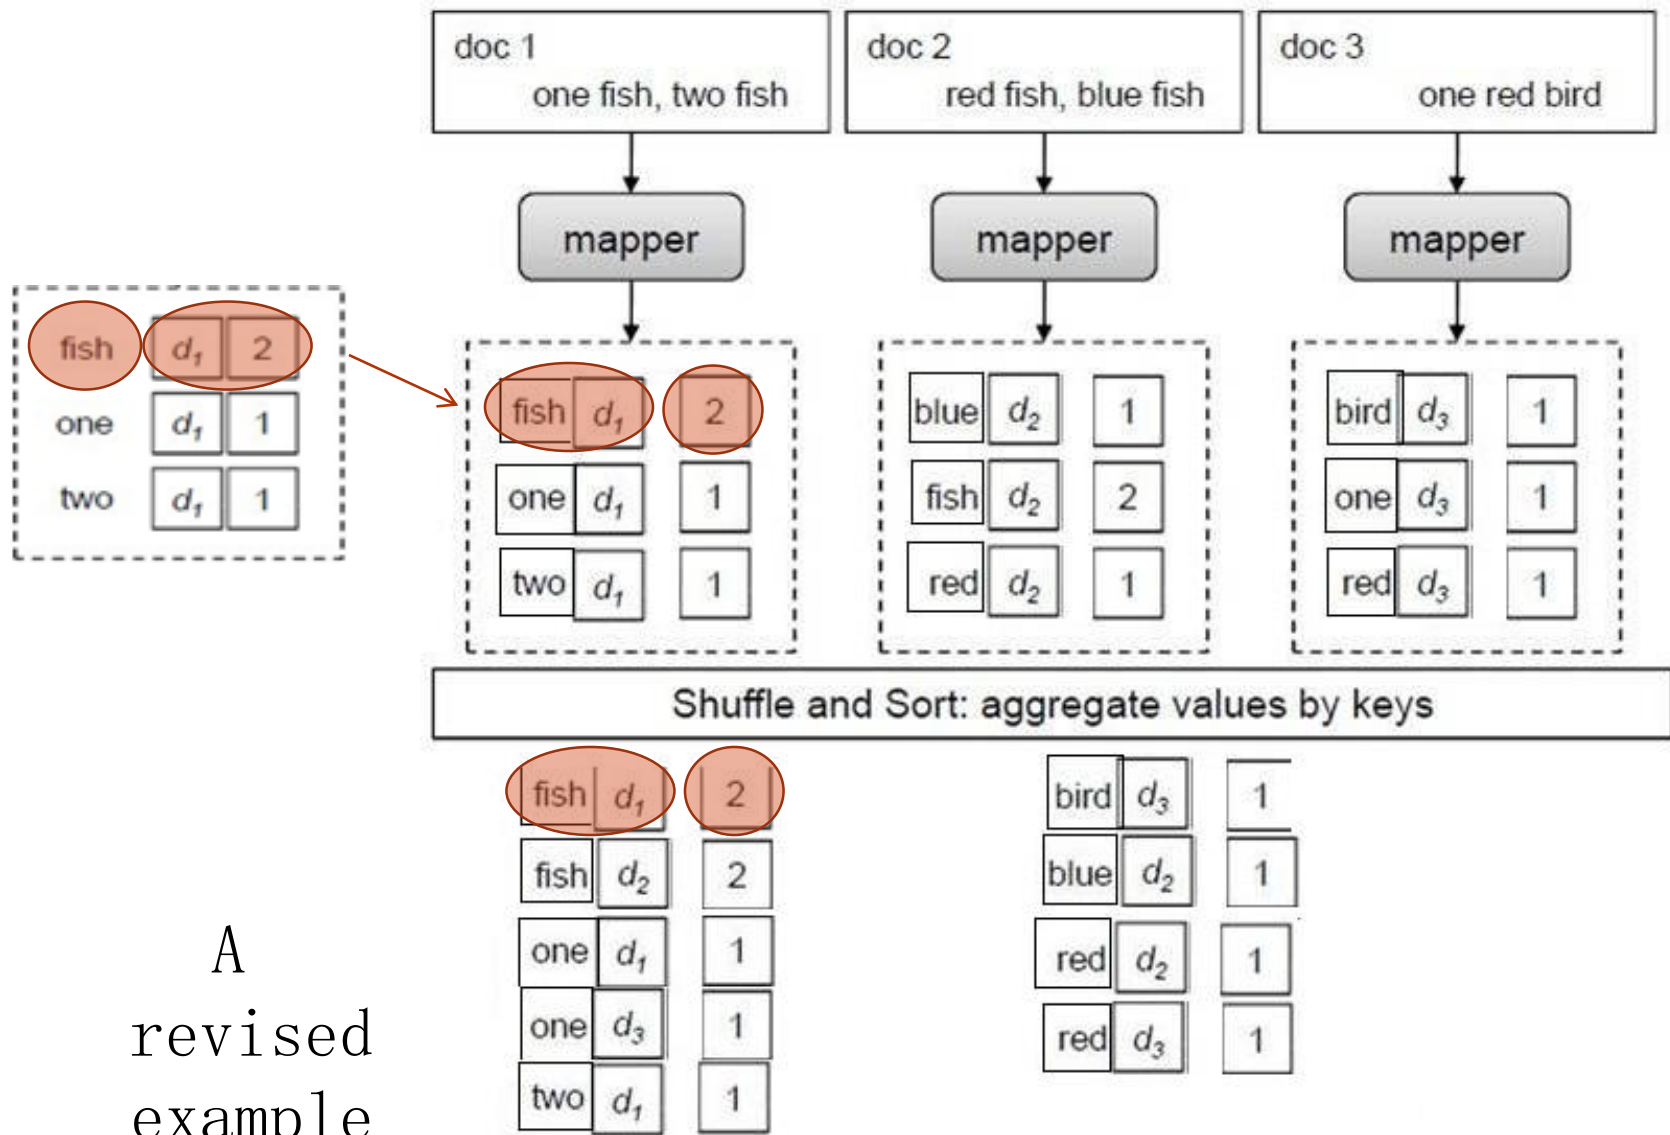 doc 1
one fish, two fish
doc 2
red fish, blue fish
doc 3
one red bird
mapper
mapper
mapper
fish d1 2
one d1 1
two d1 1
fish d1 2
one d1 1
two d1 1
blue d2 1
fish d2 2
red d2 1
bird d3 1
one d3 1
red d3 1
Shuffle and Sort: aggregate values by keys
fish d1 2
fish d2 2
one d1 1
one d3 1
two d1 1
bird d3 1
blue d2 1
red d2 1
red d3 1
A
revised
example